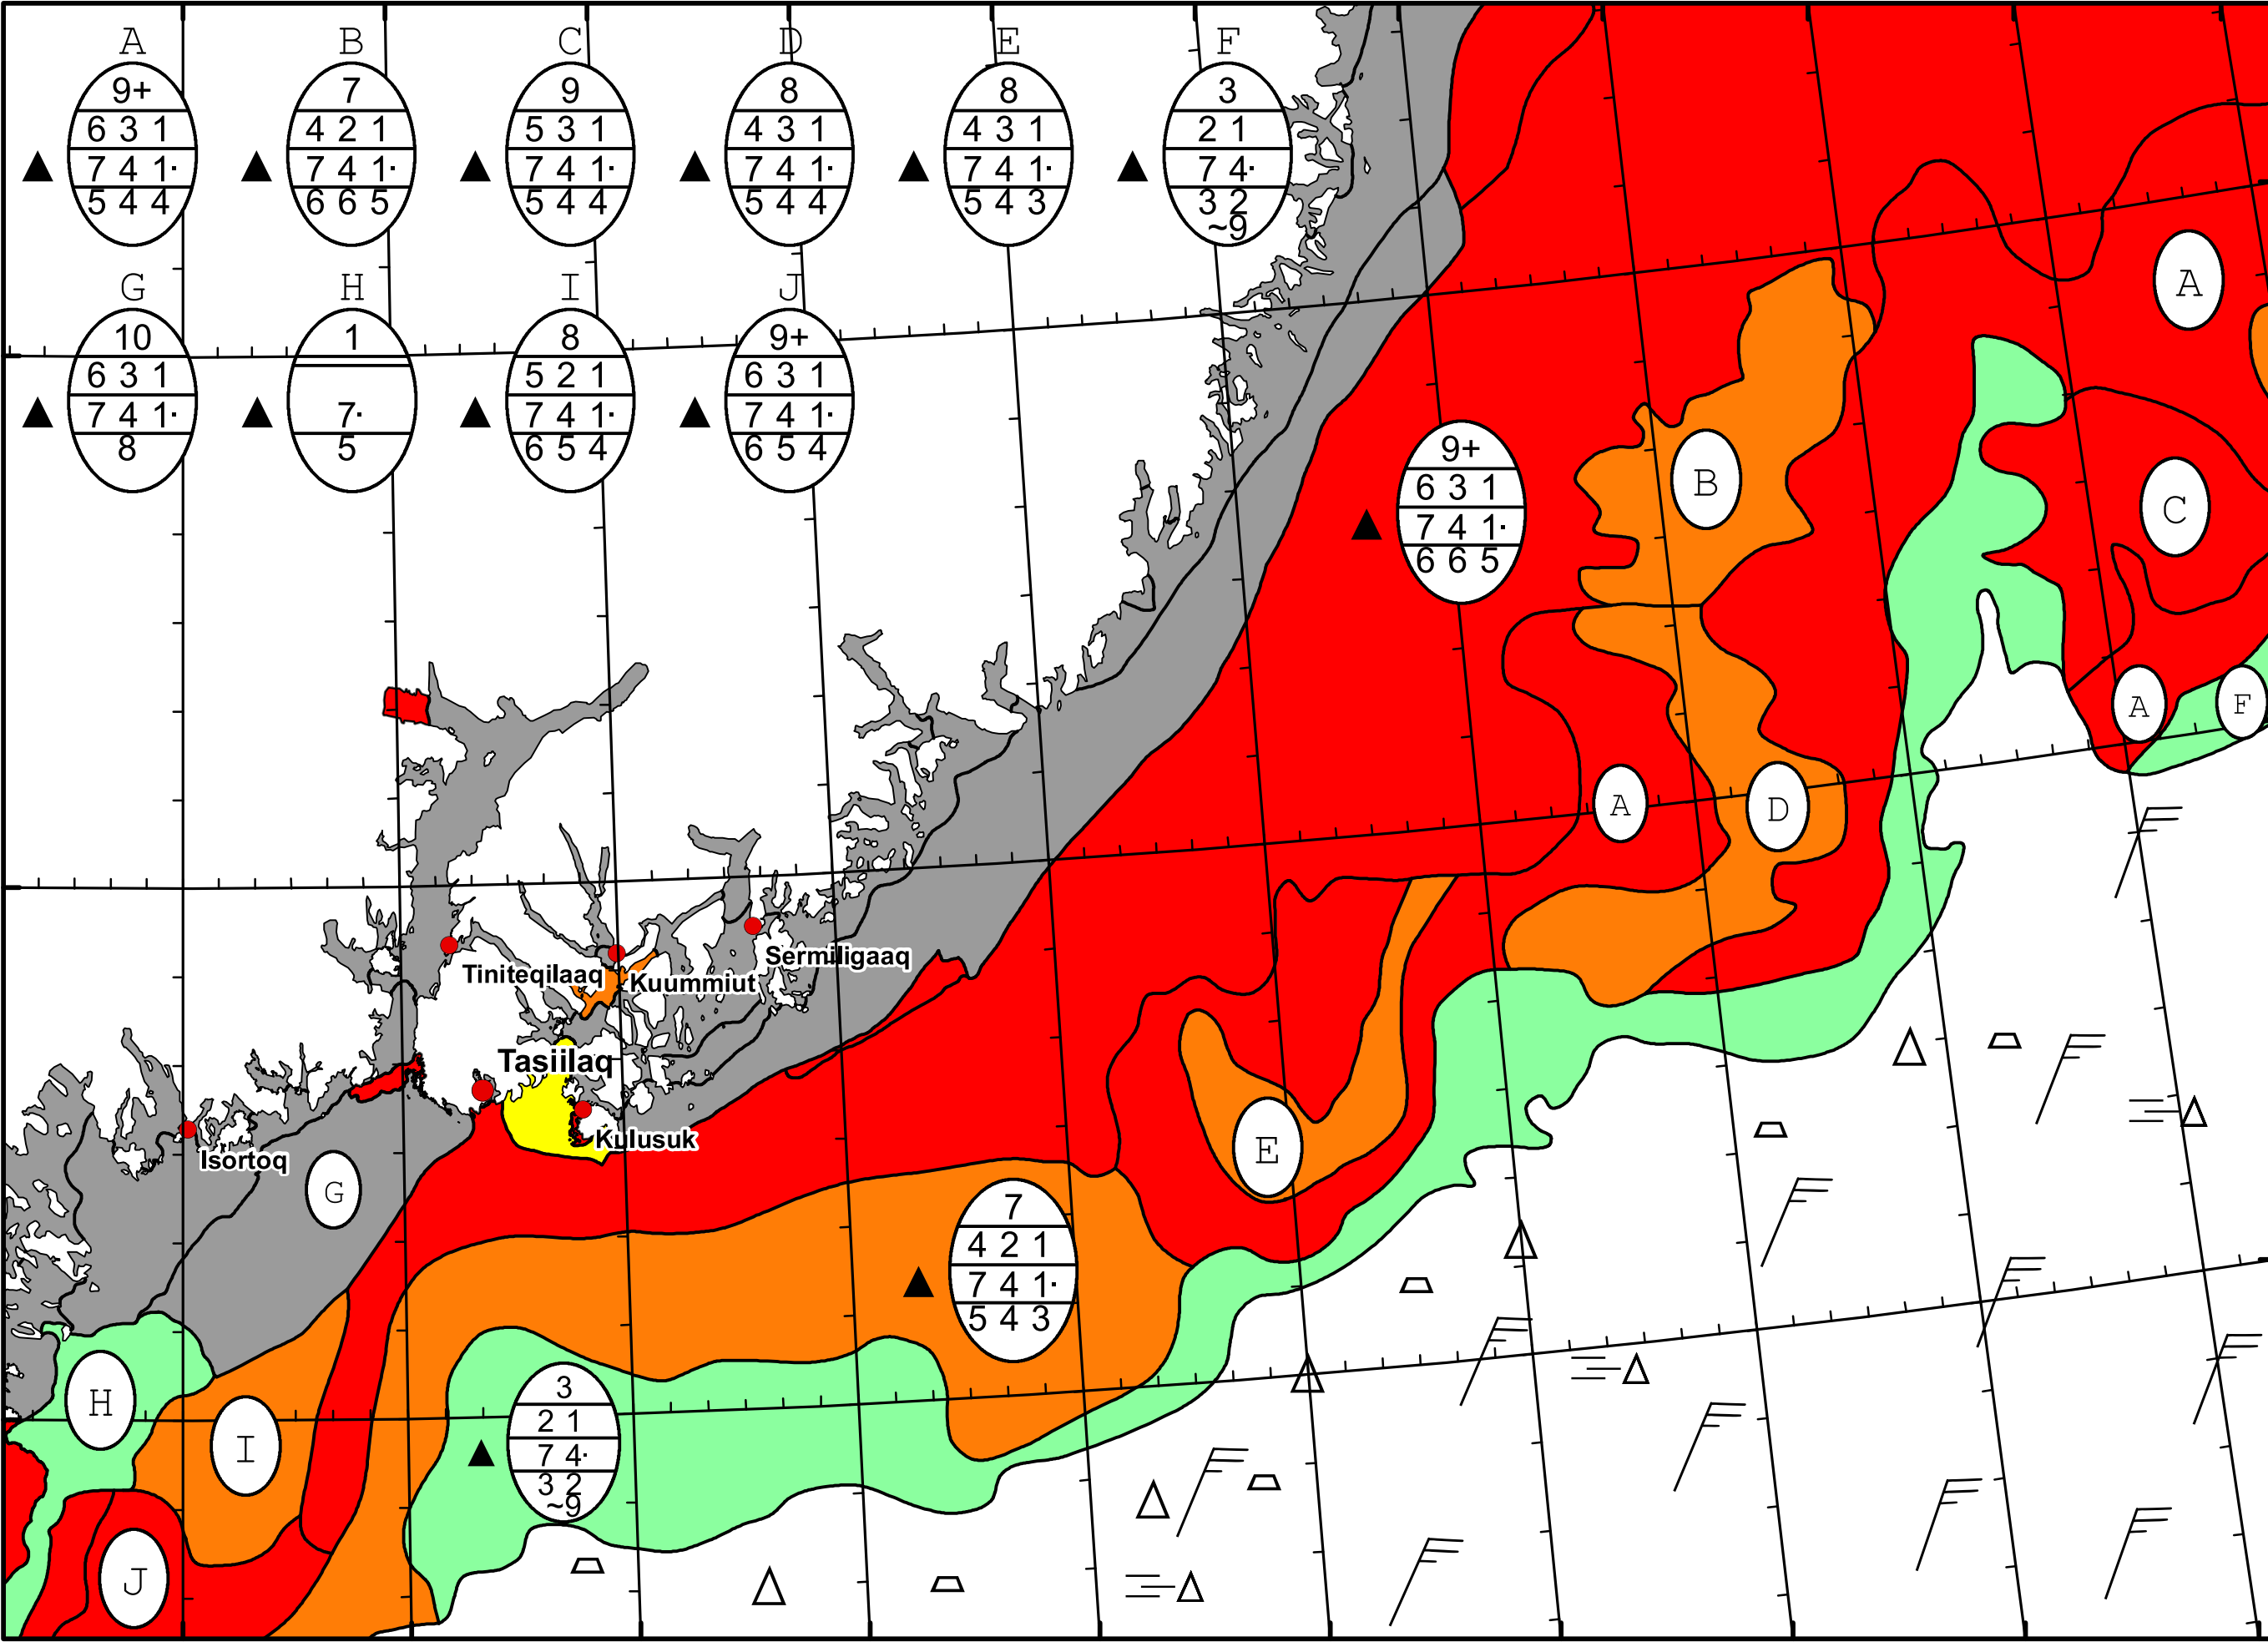 A B C D E F
9+ 7 9 8 8 3
6 3 1 4 2 1 5 3 1 4 3 1 4 3 1 2 1
7 4 1· 7 4 1· 7 4 1· 7 4 1· 7 4 1· 7 4·
5 4 4 6 6 5 5 4 4 5 4 4 5 4 3 3 2
~9
G H I J
10 1 8 9+
6 3 1 5 2 1 6 3 1
7 4 1· 7· 7 4 1· 7 4 1·
8 5 6 5 4 6 5 4
A
9+
6 3 1
7 4 1·
6 6 5
B
C
A
F
A
D
Sermiligaaq
Tiniteqilaaq
Kuummiut
Tasiilaq
Kulusuk
Isortoq
E
G
7
4 2 1
7 4 1·
5 4 3
H
I
3
2 1
7 4·
3 2
~9
J